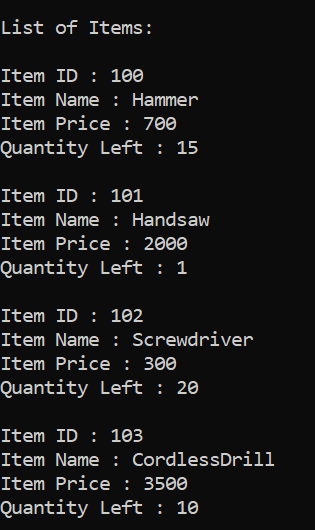 List of Items:
Item ID : 100
Item Name : Hammer
Item Price : 700
Quantity Left : 15
Item ID : 101
Item Name : Handsaw
Item Price : 2000
Quantity Left : 1
Item ID : 102
Item Name : Screwdriver
Item Price : 300
Quantity Left : 20
Item ID : 103
Item Name : CordlessDrill
Item Price : 3500
Quantity Left : 10